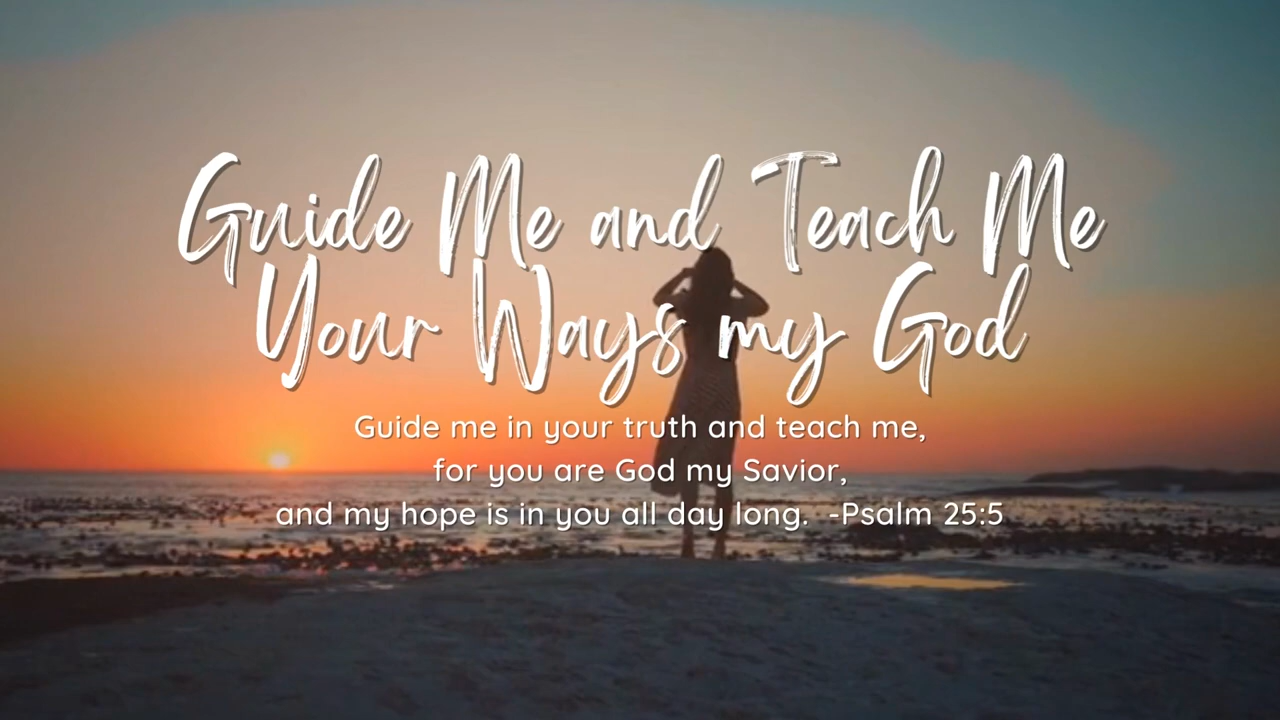 Guide Me and Teach Me
Your Ways my God
Guide me in your truth and teach me,
for you are God my Savior,
and my hope is in you all day long.  -Psalm 25:5